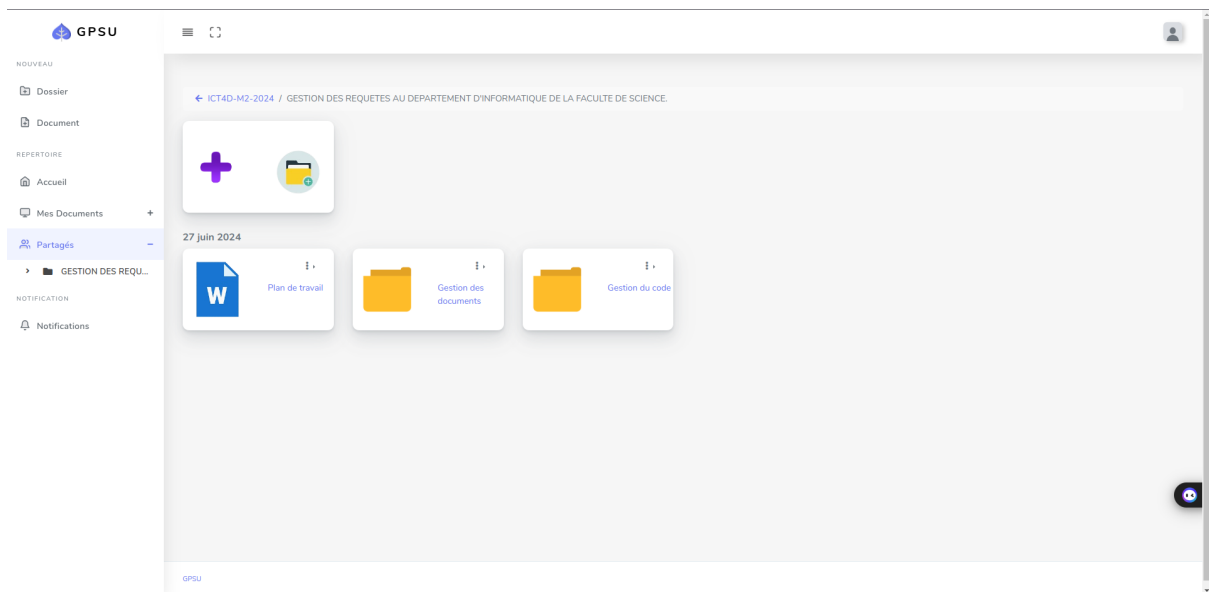 GPSU
NOUVEAU
Dossier
Document
REPERTOIRE
Accueil
Mes Documents +
Partagés −
GESTION DES REQU...
NOTIFICATION
Notifications
← ICT4D-M2-2024 / GESTION DES REQUETES AU DEPARTEMENT D'INFORMATIQUE DE LA FACULTE DE SCIENCE.
27 juin 2024
W
Plan de travail
Gestion des
documents
Gestion du code
GPSU